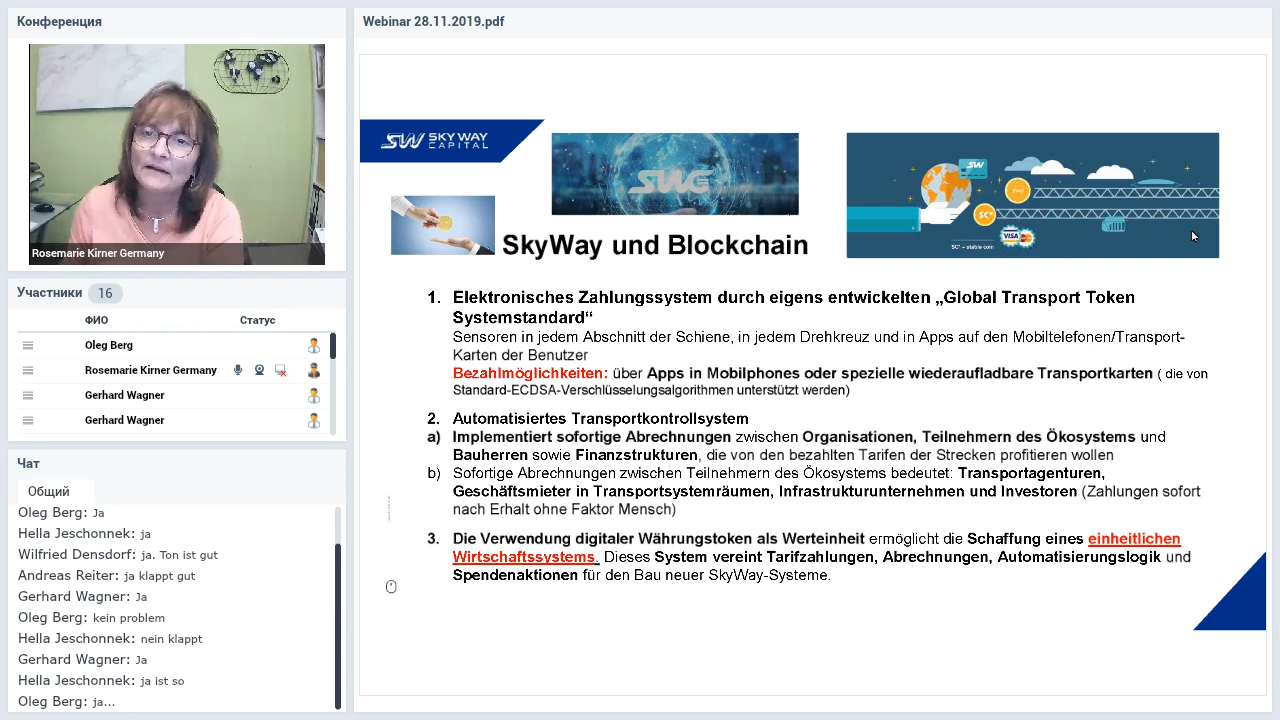 Конференция
Rosemarie Kirner Germany
Участники 16
ФИО Статус
Oleg Berg
Rosemarie Kirner Germany
Gerhard Wagner
Gerhard Wagner
Чат
Общий
Oleg Berg: Ja
Hella Jeschonnek: ja
Wilfried Densdorf: ja. Ton ist gut
Andreas Reiter: ja klappt gut
Gerhard Wagner: Ja
Oleg Berg: kein problem
Hella Jeschonnek: nein klappt
Gerhard Wagner: Ja
Hella Jeschonnek: ja ist so
Oleg Berg: ja...
Webinar 28.11.2019.pdf
SW SKY WAY
CAPITAL
SWC
SW
SC*
VISA
SC* – stable coin
SkyWay und Blockchain
1. Elektronisches Zahlungssystem durch eigens entwickelten „Global Transport Token
Systemstandard“
Sensoren in jedem Abschnitt der Schiene, in jedem Drehkreuz und in Apps auf den Mobiltelefonen/Transport-
Karten der Benutzer
Bezahlmöglichkeiten: über Apps in Mobilphones oder spezielle wiederaufladbare Transportkarten ( die von
Standard-ECDSA-Verschlüsselungsalgorithmen unterstützt werden)
2. Automatisiertes Transportkontrollsystem
a) Implementiert sofortige Abrechnungen zwischen Organisationen, Teilnehmern des Ökosystems und
Bauherren sowie Finanzstrukturen, die von den bezahlten Tarifen der Strecken profitieren wollen
b) Sofortige Abrechnungen zwischen Teilnehmern des Ökosystems bedeutet: Transportagenturen,
Geschäftsmieter in Transportsystemräumen, Infrastrukturunternehmen und Investoren (Zahlungen sofort
nach Erhalt ohne Faktor Mensch)
3. Die Verwendung digitaler Währungstoken als Werteinheit ermöglicht die Schaffung eines einheitlichen
Wirtschaftssystems. Dieses System vereint Tarifzahlungen, Abrechnungen, Automatisierungslogik und
Spendenaktionen für den Bau neuer SkyWay-Systeme.